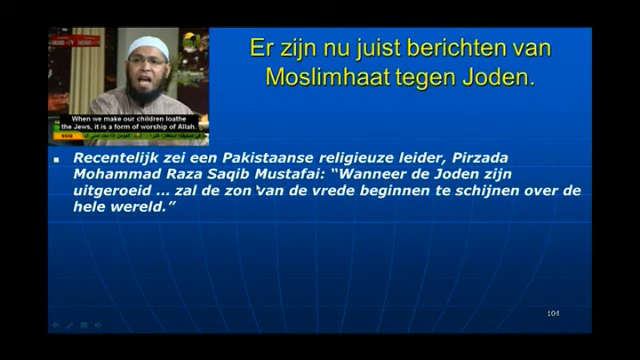 Er zijn nu juist berichten van
Moslimhaat tegen Joden.
When we make our children loathe
the Jews, it is a form of worship of Allah.
Recentelijk zei een Pakistaanse religieuze leider, Pirzada
Mohammad Raza Saqib Mustafai: “Wanneer de Joden zijn
uitgeroeid … zal de zon van de vrede beginnen te schijnen over de
hele wereld.”
104